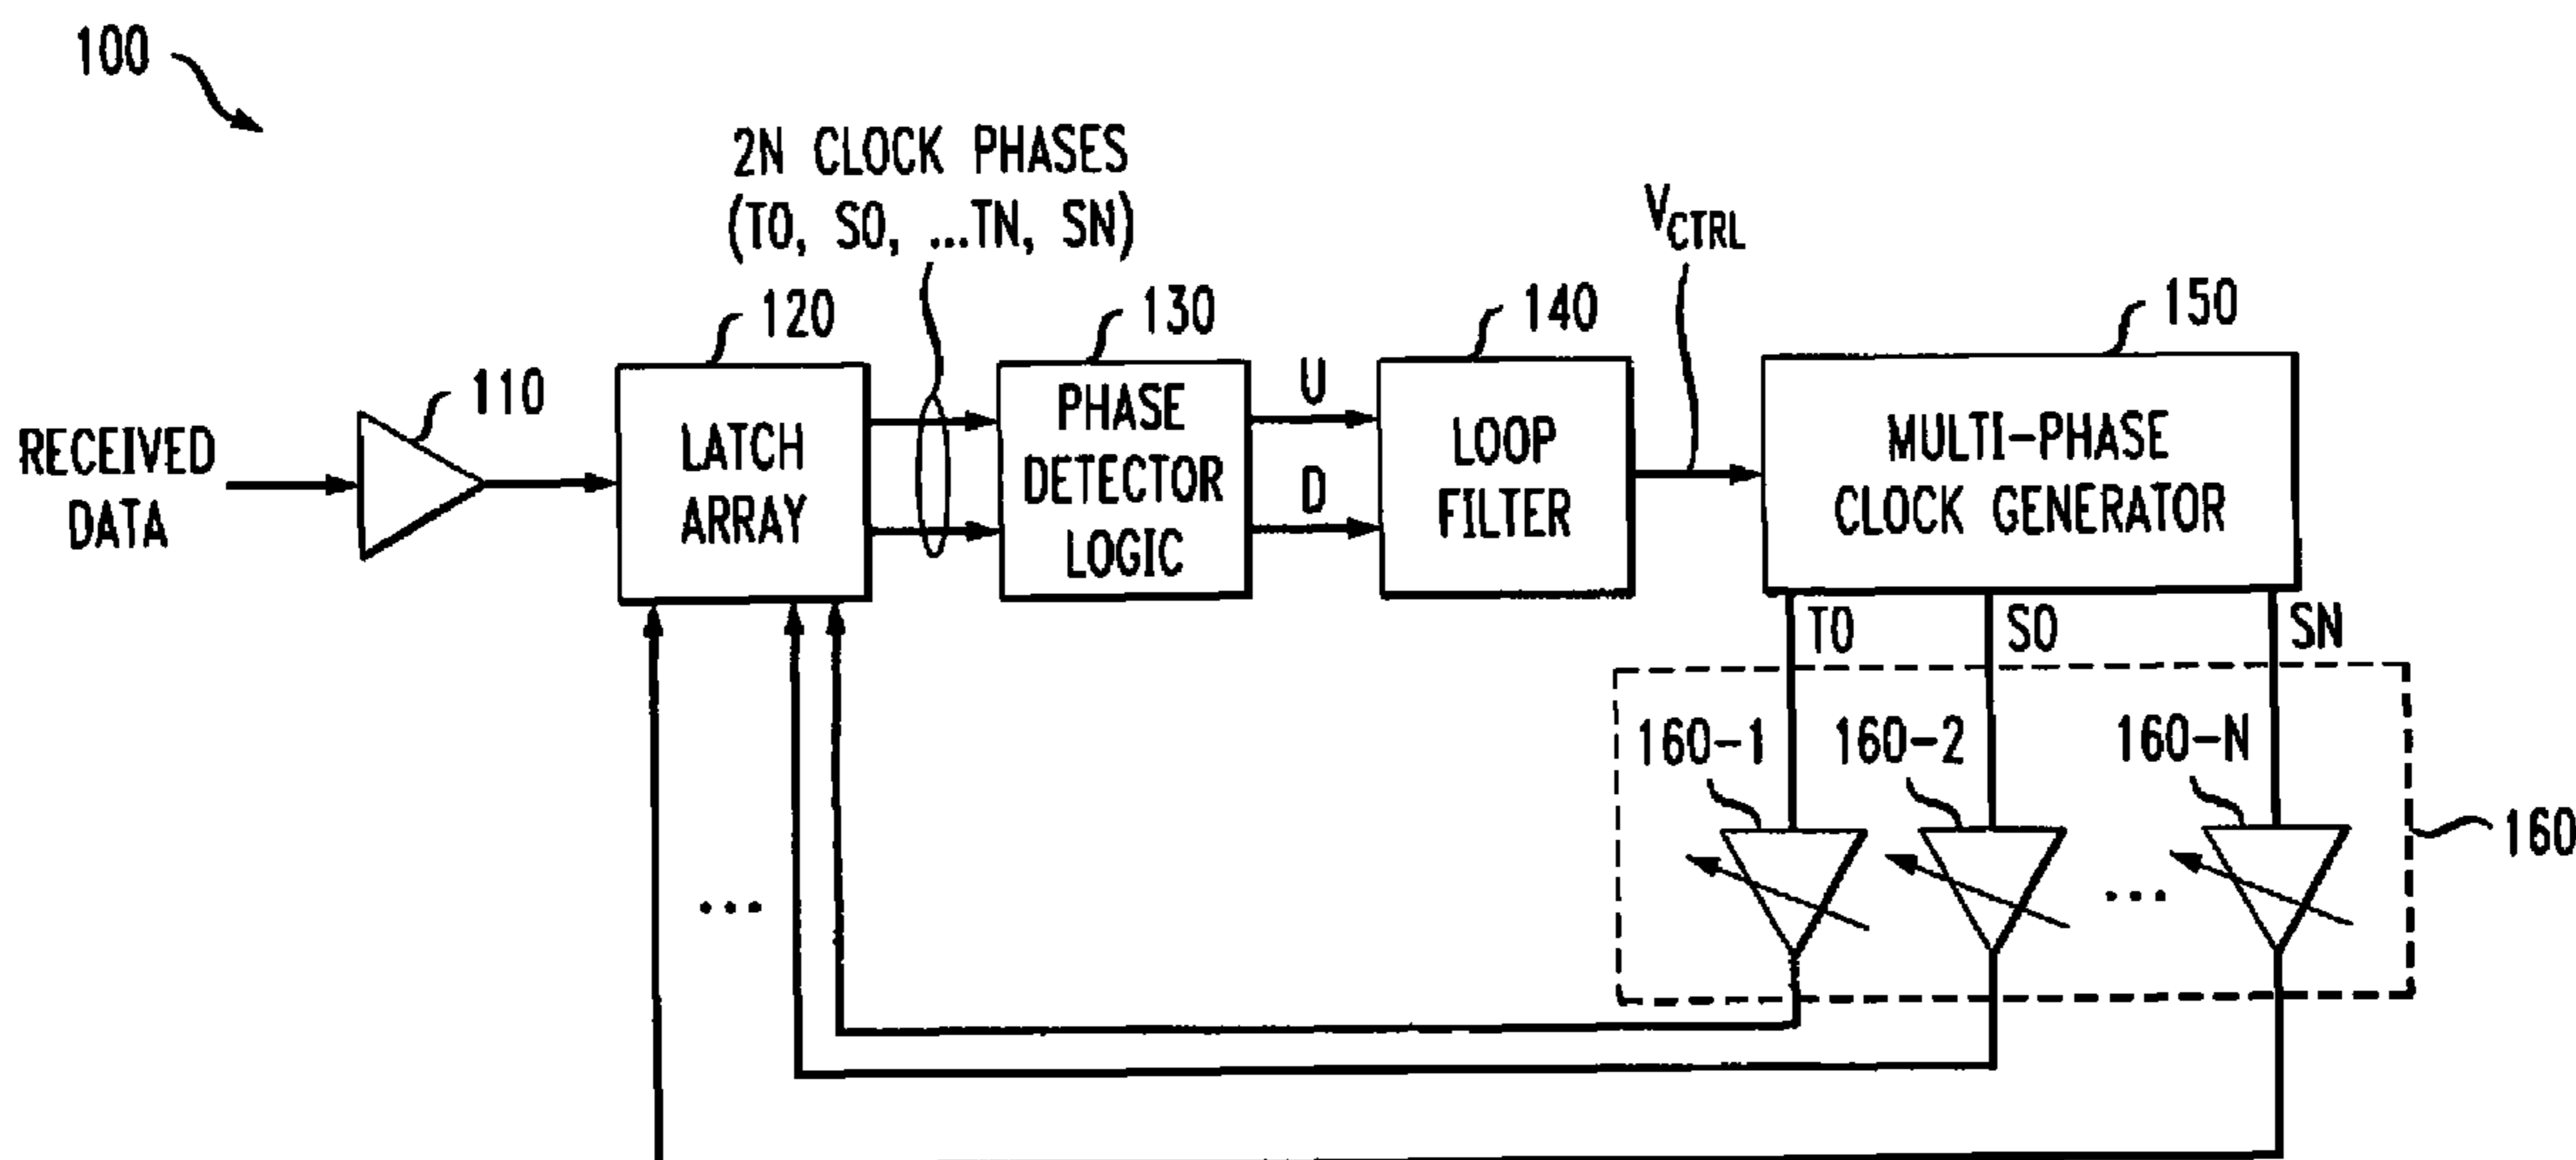 100
2N CLOCK PHASES
(T0, S0, ...TN, SN)
VCTRL
120
130
140
150
110
RECEIVED
DATA
LATCH
ARRAY
PHASE
DETECTOR
LOGIC
U
D
LOOP
FILTER
MULTI-PHASE
CLOCK GENERATOR
T0
S0
SN
160-1
160-2
160-N
160
...
...